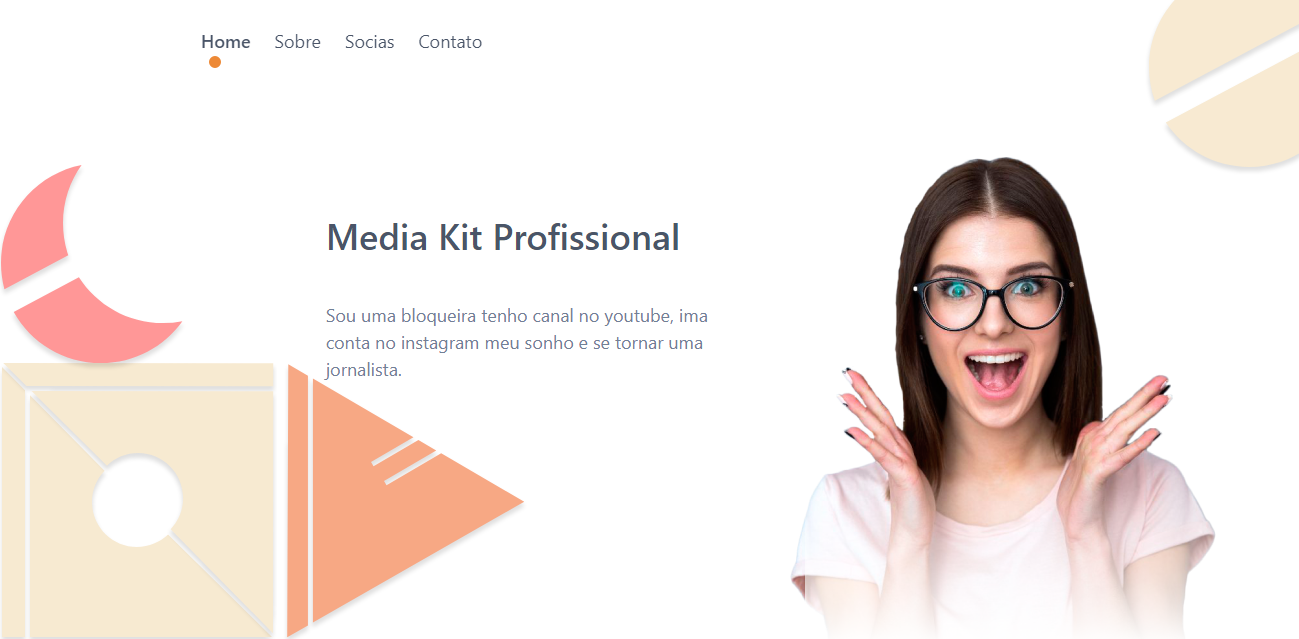 Home Sobre Socias Contato
Media Kit Profissional
Sou uma bloqueira tenho canal no youtube, ima
conta no instagram meu sonho e se tornar uma
jornalista.